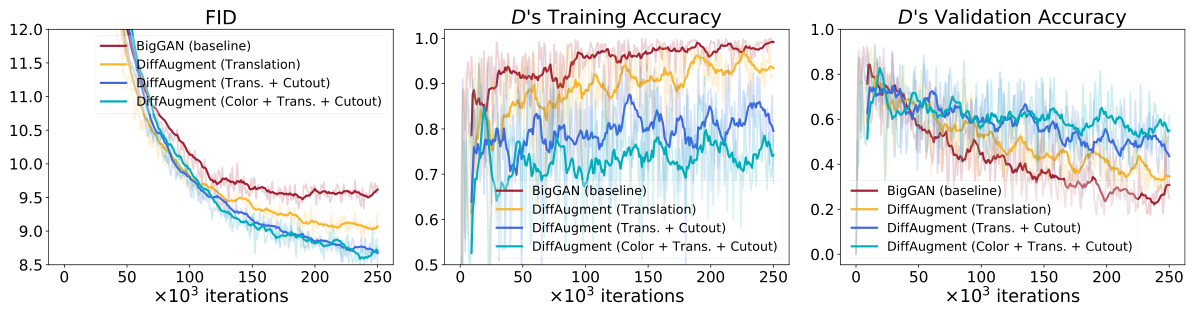 FID
12.0
11.5
11.0
10.5
10.0
9.5
9.0
8.5
0 50 100 150 200 250
×10³ iterations
BigGAN (baseline)
DiffAugment (Translation)
DiffAugment (Trans. + Cutout)
DiffAugment (Color + Trans. + Cutout)
D's Training Accuracy
1.0
0.9
0.8
0.7
0.6
0.5
0 50 100 150 200 250
×10³ iterations
BigGAN (baseline)
DiffAugment (Translation)
DiffAugment (Trans. + Cutout)
DiffAugment (Color + Trans. + Cutout)
D's Validation Accuracy
1.0
0.8
0.6
0.4
0.2
0.0
0 50 100 150 200 250
×10³ iterations
BigGAN (baseline)
DiffAugment (Translation)
DiffAugment (Trans. + Cutout)
DiffAugment (Color + Trans. + Cutout)